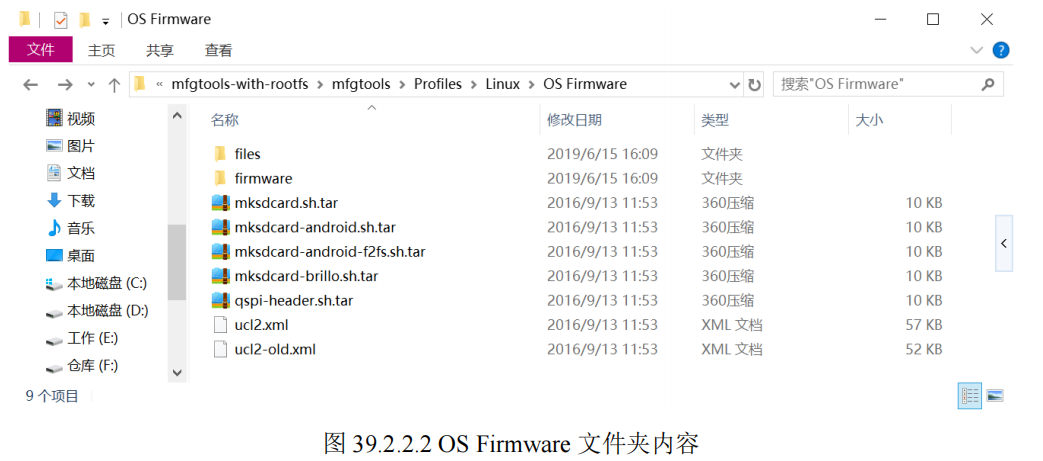 OS Firmware
文件 主页 共享 查看
« mfgtools-with-rootfs › mfgtools › Profiles › Linux › OS Firmware 搜索"OS Firmware"
名称 修改日期 类型 大小
视频
图片
文档
下载
音乐
桌面
本地磁盘 (C:)
本地磁盘 (D:)
工作 (E:)
仓库 (F:)
files 2019/6/15 16:09 文件夹
firmware 2019/6/15 16:09 文件夹
mksdcard.sh.tar 2016/9/13 11:53 360压缩 10 KB
mksdcard-android.sh.tar 2016/9/13 11:53 360压缩 10 KB
mksdcard-android-f2fs.sh.tar 2016/9/13 11:53 360压缩 10 KB
mksdcard-brillo.sh.tar 2016/9/13 11:53 360压缩 10 KB
qspi-header.sh.tar 2016/9/13 11:53 360压缩 10 KB
ucl2.xml 2016/9/13 11:53 XML 文档 57 KB
ucl2-old.xml 2016/9/13 11:53 XML 文档 52 KB
9 个项目
图 39.2.2.2 OS Firmware 文件夹内容